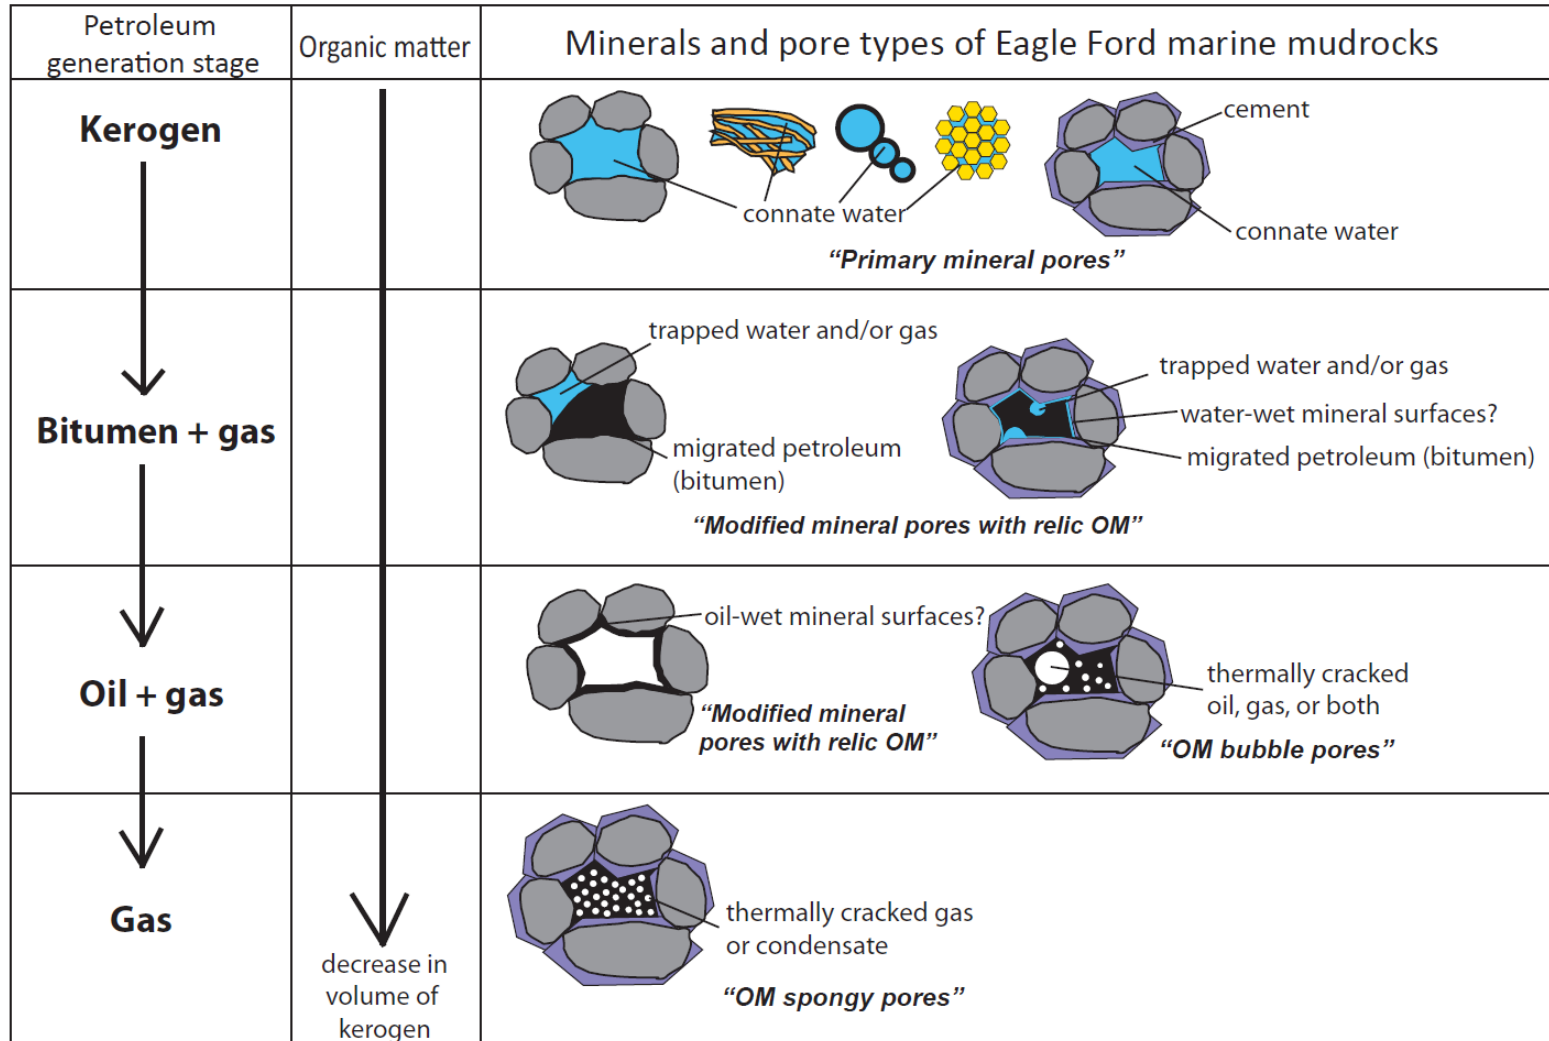 Petroleum
generation stage
Organic matter
Minerals and pore types of Eagle Ford marine mudrocks
Kerogen
cement
connate water
connate water
“Primary mineral pores”
Bitumen + gas
trapped water and/or gas
migrated petroleum
(bitumen)
trapped water and/or gas
water-wet mineral surfaces?
migrated petroleum (bitumen)
“Modified mineral pores with relic OM”
Oil + gas
oil-wet mineral surfaces?
“Modified mineral
pores with relic OM”
thermally cracked
oil, gas, or both
“OM bubble pores”
Gas
decrease in
volume of
kerogen
thermally cracked gas
or condensate
“OM spongy pores”